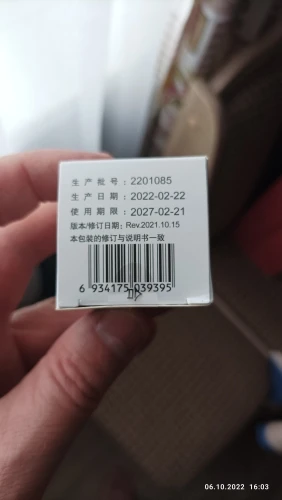 生产批号：2201085
生产日期：2022-02-22
使用期限：2027-02-21
版本/修订日期：Rev.2021.10.15
本包装的修订与说明书一致
6 934175 039395
06.10.2022 16:03